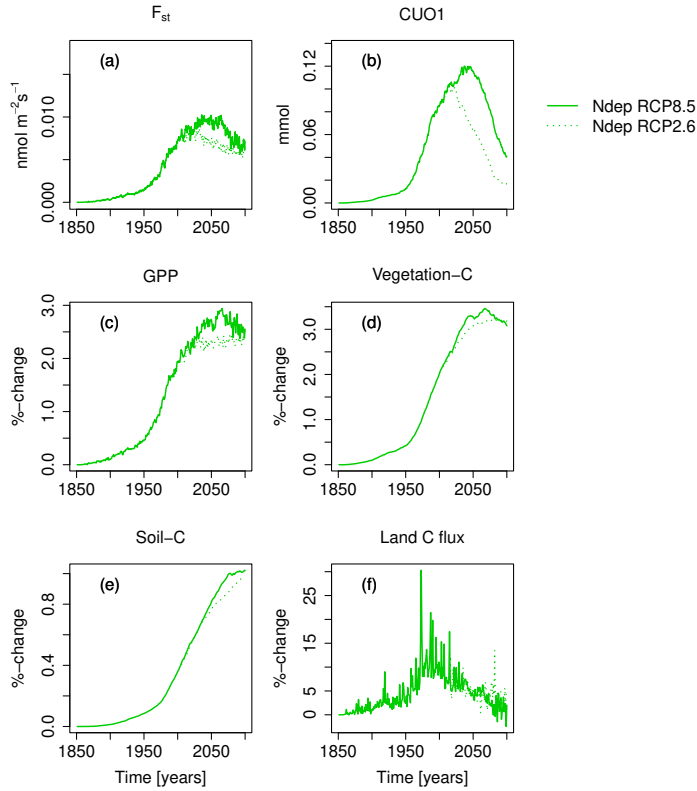 F_st
CUO1
(a)
(b)
nmol m⁻²s⁻¹
0.000
0.010
1850
1950
2050
mmol
0.00
0.06
0.12
1850
1950
2050
Ndep RCP8.5
Ndep RCP2.6
GPP
Vegetation−C
(c)
(d)
%−change
0.0
1.0
2.0
3.0
1850
1950
2050
%−change
0.0
1.0
2.0
3.0
1850
1950
2050
Soil−C
Land C flux
(e)
(f)
%−change
0.0
0.4
0.8
1850
1950
2050
Time [years]
%−change
0
5
15
25
1850
1950
2050
Time [years]